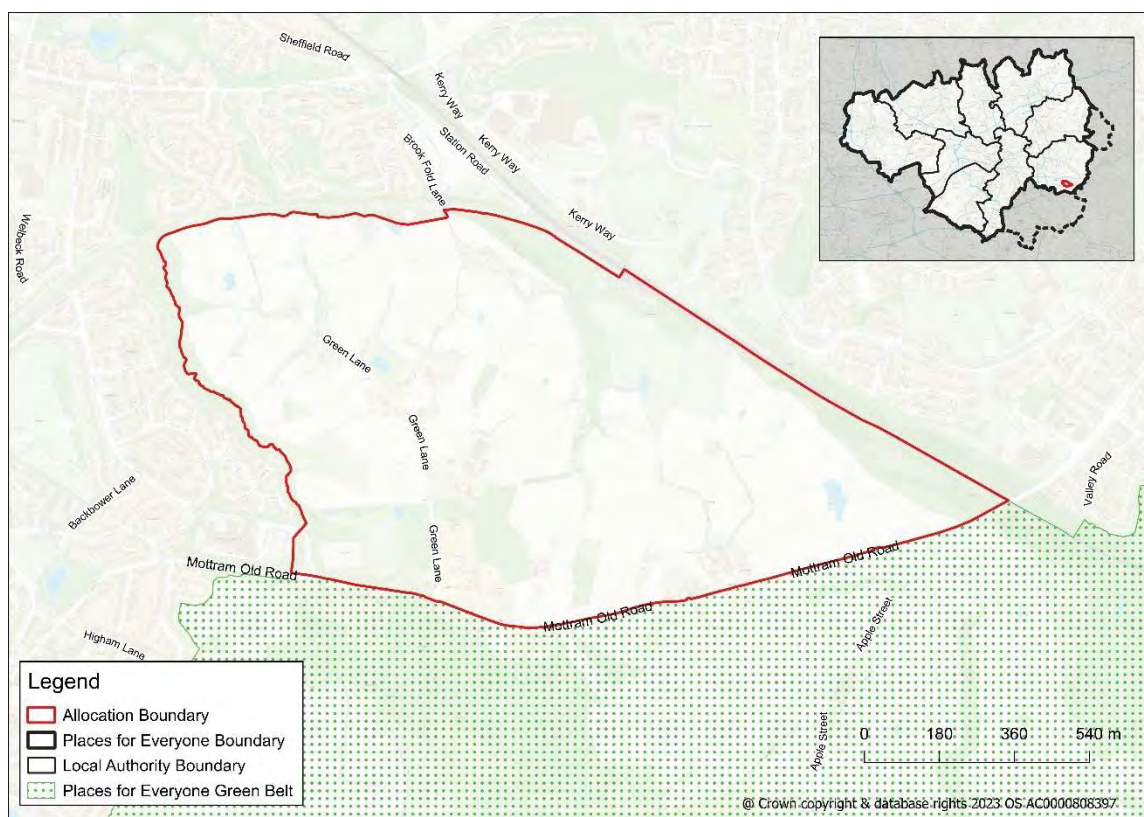 Sheffield Road
Kerry Way
Kerry Way
Station Road
Brook Fold Lane
Kerry Way
Welbeck Road
Green Lane
Green Lane
Valley Road
Backbower Lane
Green Lane
Mottram Old Road
Mottram Old Road
Mottram Old Road
Apple Street
Higham Lane
Apple Street
Legend
Allocation Boundary
Places for Everyone Boundary
Local Authority Boundary
Places for Everyone Green Belt
0 180 360 540 m
@ Crown copyright & database rights 2023 OS AC0000808397